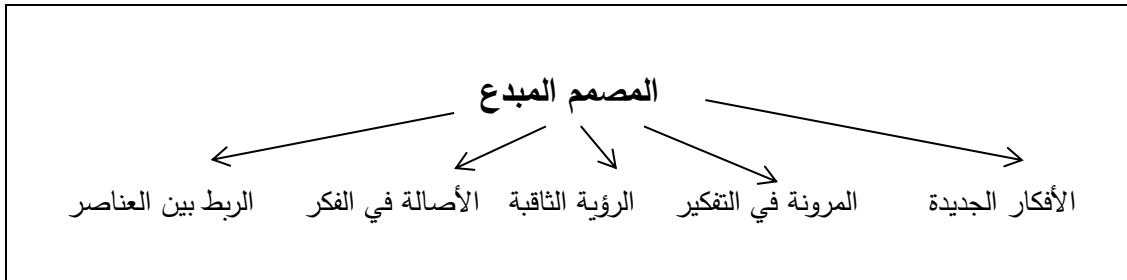 المصمم المبدع
الأفكار الجديدة المرونة في التفكير الرؤية الثاقبة الأصالة في الفكر الربط بين العناصر